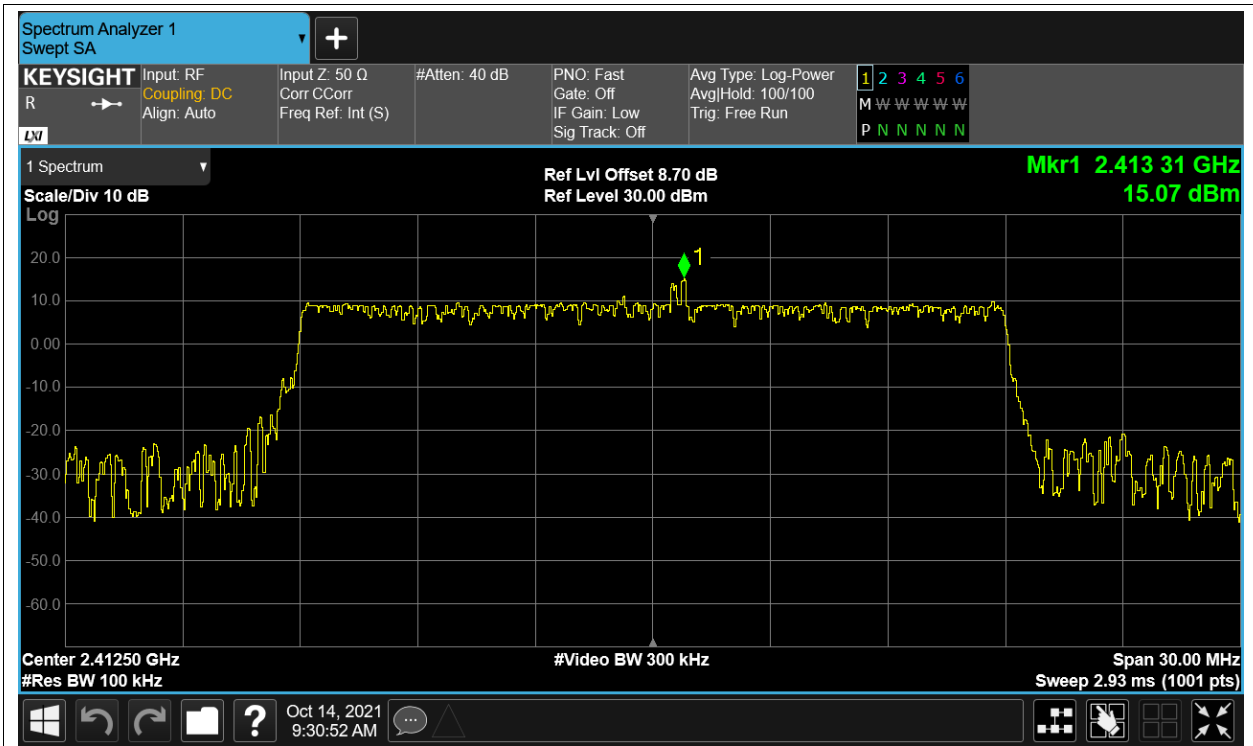 Spectrum Analyzer 1
Swept SA
KEYSIGHT
R
LXI
Input: RF
Coupling: DC
Align: Auto
Input Z: 50 Ω
Corr CCorr
Freq Ref: Int (S)
#Atten: 40 dB
PNO: Fast
Gate: Off
IF Gain: Low
Sig Track: Off
Avg Type: Log-Power
Avg|Hold: 100/100
Trig: Free Run
1 2 3 4 5 6
M W W W W W
P N N N N N
1 Spectrum
Scale/Div 10 dB
Log
Ref Lvl Offset 8.70 dB
Ref Level 30.00 dBm
Mkr1 2.413 31 GHz
15.07 dBm
1
20.0
10.0
0.00
-10.0
-20.0
-30.0
-40.0
-50.0
-60.0
Center 2.41250 GHz
#Video BW 300 kHz
Span 30.00 MHz
#Res BW 100 kHz
Sweep 2.93 ms (1001 pts)
?
Oct 14, 2021
9:30:52 AM